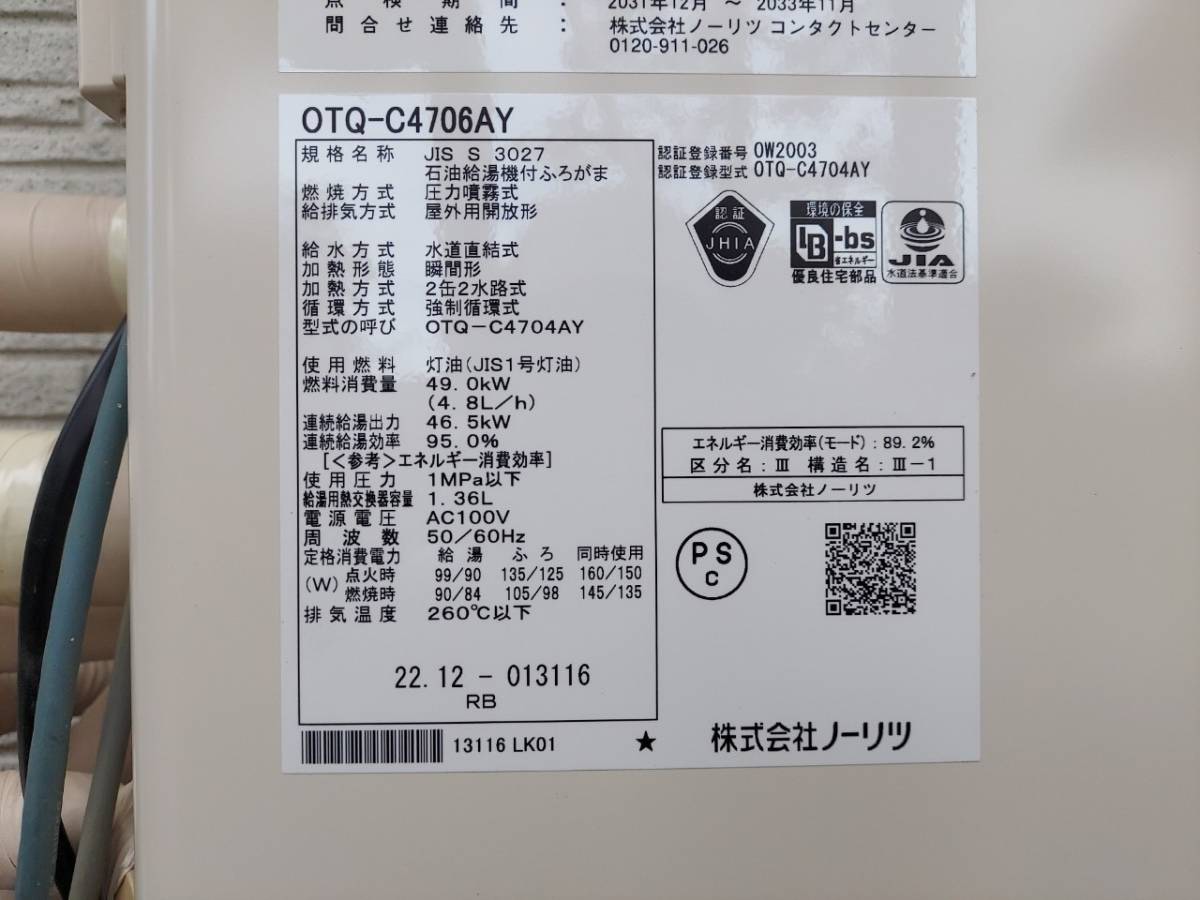 点検期間 : 2031年12月 ～ 2033年11月
問合せ連絡先 : 株式会社ノーリツ コンタクトセンター
0120-911-026
OTQ-C4706AY
規格名称 JIS S 3027
石油給湯機付ふろがま
燃焼方式 圧力噴霧式
給排気方式 屋外用開放形
給水方式 水道直結式
加熱形態 瞬間形
加熱方式 2缶2水路式
循環方式 強制循環式
型式の呼び OTQ-C4704AY
使用燃料 灯油(JIS1号灯油)
燃料消費量 49.0kW
(4.8L/h)
連続給湯出力 46.5kW
連続給湯効率 95.0%
[<参考>エネルギー消費効率]
使用圧力 1MPa以下
給湯用熱交換器容量 1.36L
電源電圧 AC100V
周波数 50/60Hz
定格消費電力 給湯 ふろ 同時使用
(W) 点火時 99/90 135/125 160/150
燃焼時 90/84 105/98 145/135
排気温度 260℃以下
22.12 - 013116
RB
13116 LK01 ★
認証登録番号 OW2003
認証登録型式 OTQ-C4704AY
認証
JHIA
環境の保全
BL-bs
省エネルギー
優良住宅部品
JIA
水道法基準適合
エネルギー消費効率(モード) : 89.2%
区分名 : Ⅲ 構造名 : Ⅲ-1
株式会社ノーリツ
PS
C
株式会社ノーリツ